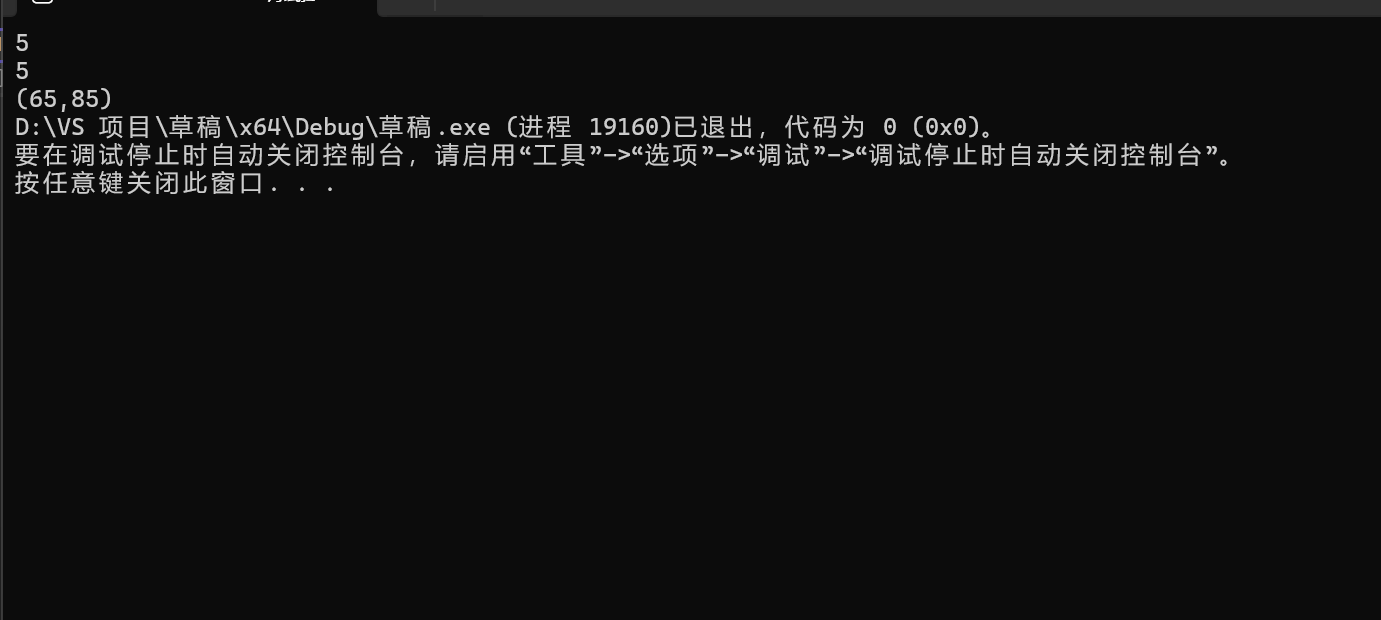 5
5
(65,85)
D:\VS 项目\草稿\x64\Debug\草稿.exe (进程 19160)已退出，代码为 0 (0x0)。
要在调试停止时自动关闭控制台，请启用“工具”->“选项”->“调试”->“调试停止时自动关闭控制台”。
按任意键关闭此窗口. . .